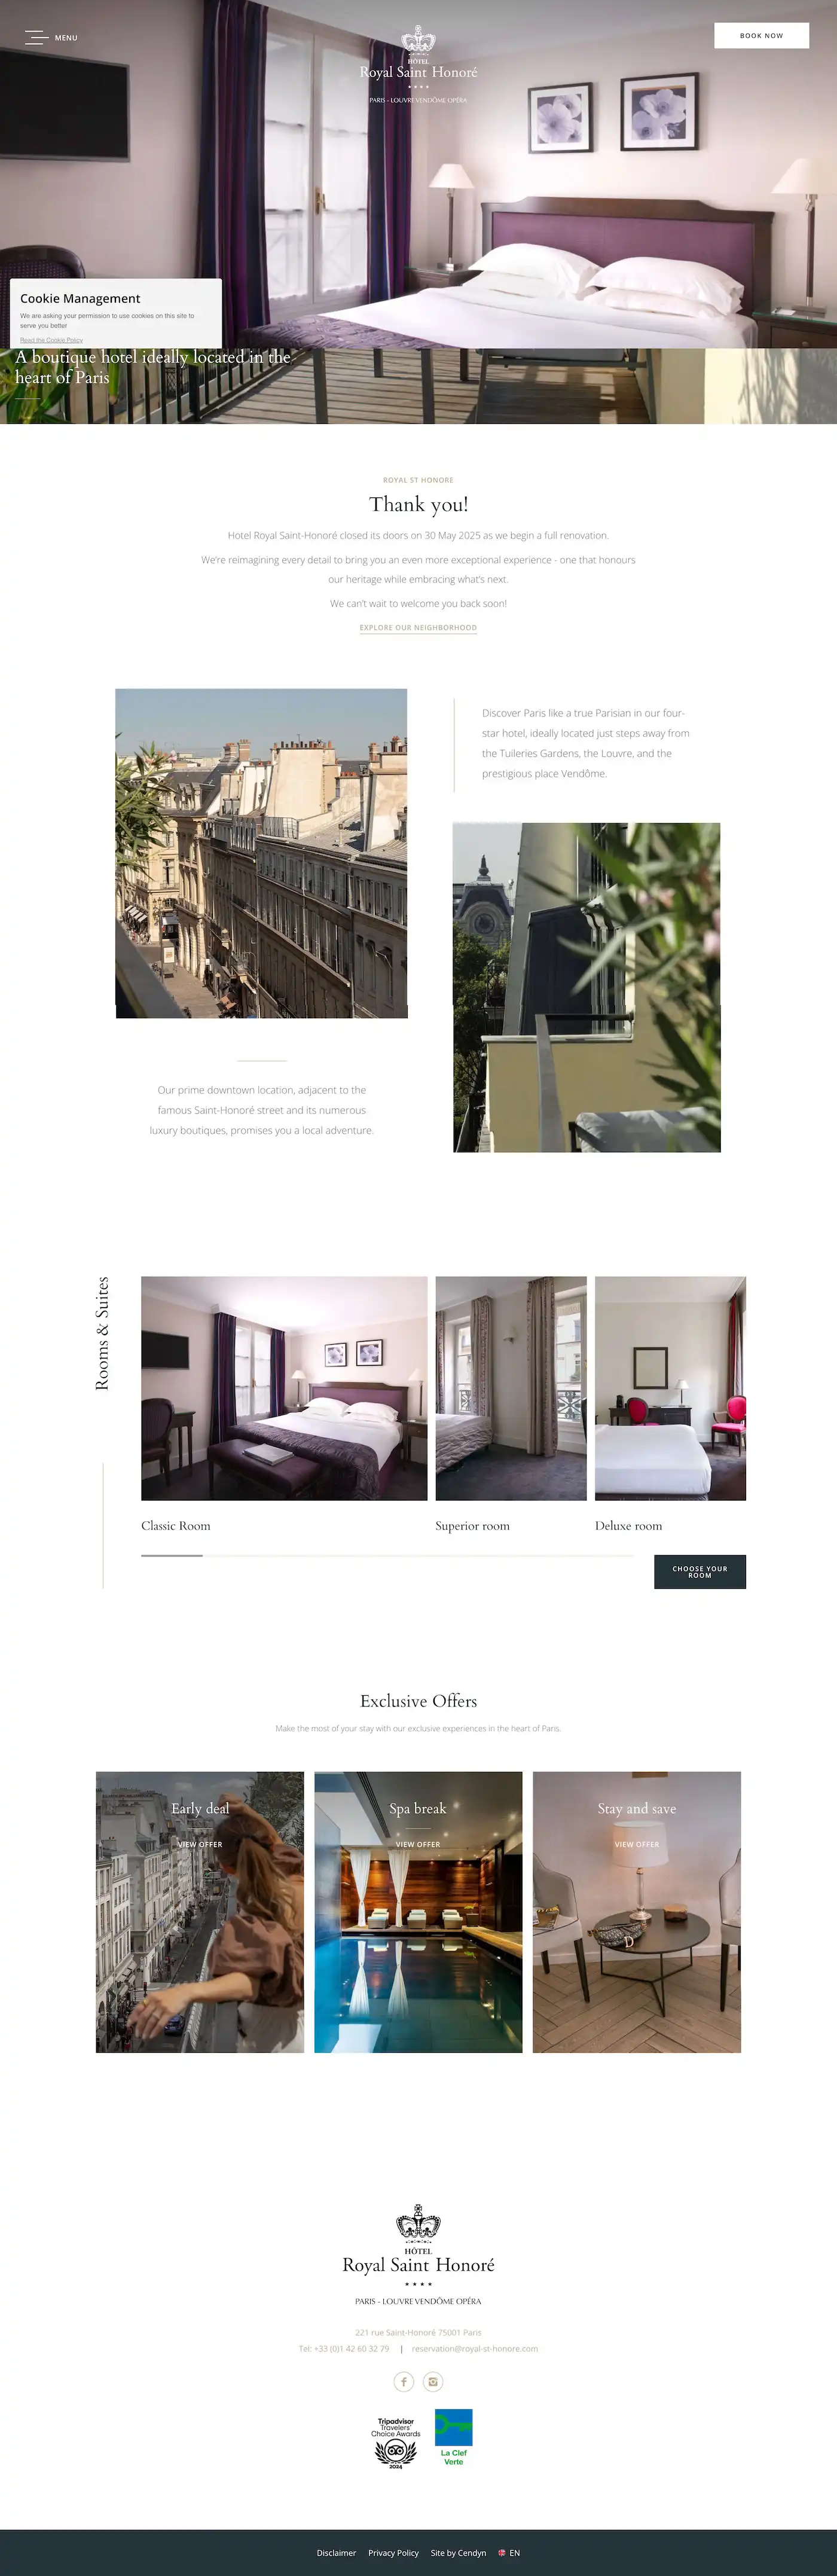 MENU
HÔTEL
Royal Saint Honoré
PARIS - LOUVRE VENDÔME OPÉRA
BOOK NOW
Cookie Management
We are asking your permission to use cookies on this site to
serve you better
Read the Cookie Policy
A boutique hotel ideally located in the
heart of Paris
ROYAL ST HONORE
Thank you!
Hotel Royal Saint-Honoré closed its doors on 30 May 2025 as we begin a full renovation.
We're reimagining every detail to bring you an even more exceptional experience - one that honours
our heritage while embracing what's next.
We can't wait to welcome you back soon!
EXPLORE OUR NEIGHBORHOOD
Discover Paris like a true Parisian in our four-
star hotel, ideally located just steps away from
the Tuileries Gardens, the Louvre, and the
prestigious place Vendôme.
Our prime downtown location, adjacent to the
famous Saint-Honoré street and its numerous
luxury boutiques, promises you a local adventure.
Rooms & Suites
Classic Room
Superior room
Deluxe room
CHOOSE YOUR
ROOM
Exclusive Offers
Make the most of your stay with our exclusive experiences in the heart of Paris.
Early deal
VIEW OFFER
Spa break
VIEW OFFER
Stay and save
VIEW OFFER
HÔTEL
Royal Saint Honoré
PARIS - LOUVRE VENDÔME OPÉRA
221 rue Saint-Honoré 75001 Paris
Tel: +33 (0)1 42 60 32 79 | reservation@royal-st-honore.com
Tripadvisor
Travelers'
Choice Awards
2024
La Clef
Verte
Disclaimer Privacy Policy Site by Cendyn EN